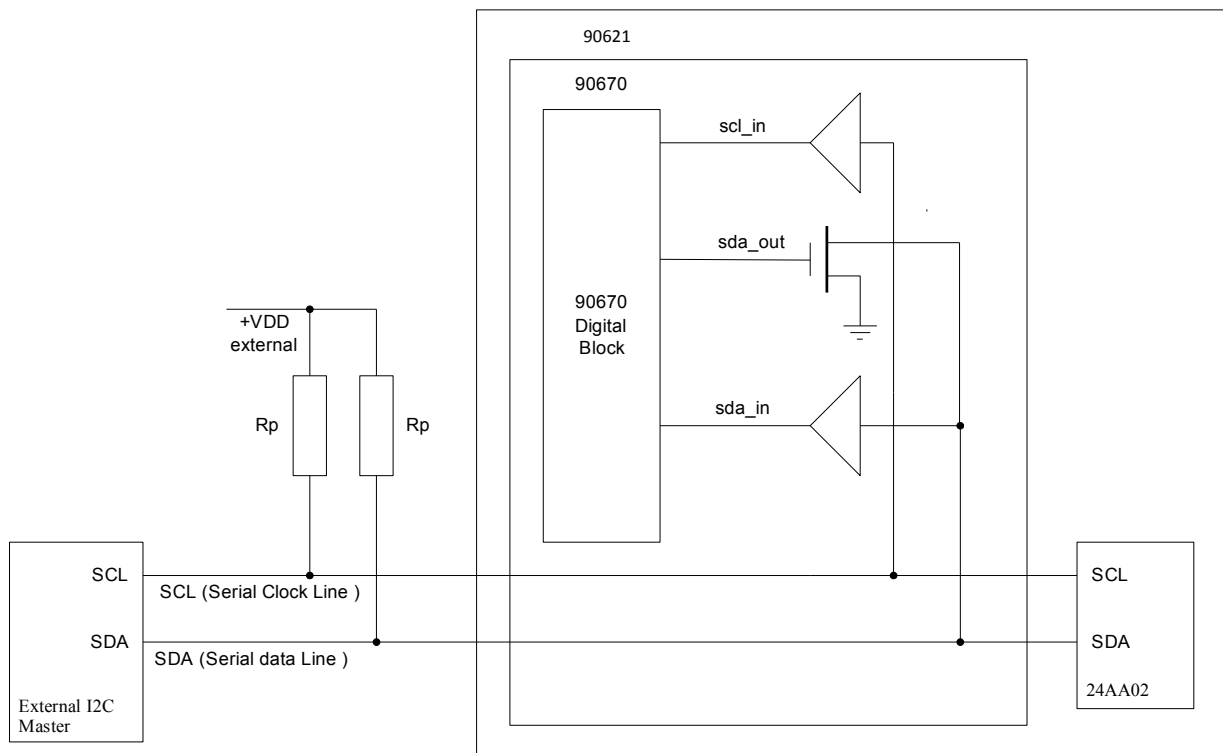 90621
90670
scl_in
sda_out
90670
Digital
Block
+VDD
external
sda_in
Rp
Rp
SCL
SCL (Serial Clock Line )
SCL
SDA
SDA (Serial data Line )
SDA
External I2C
Master
24AA02